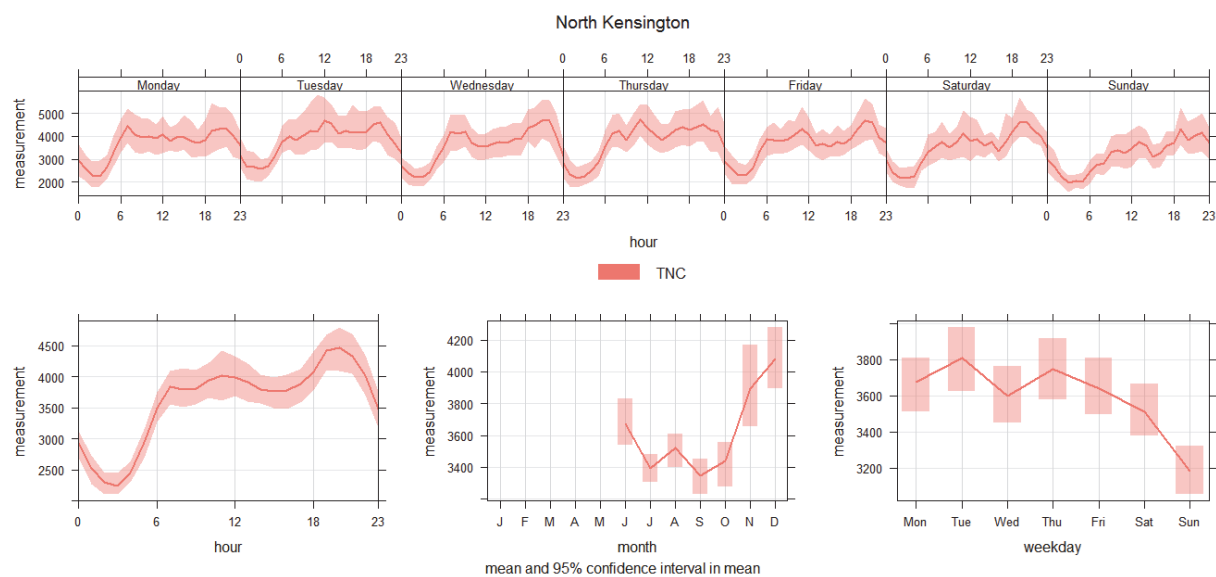 North Kensington
0 6 12 18 23 0 6 12 18 23 0 6 12 18 23
Monday Tuesday Wednesday Thursday Friday Saturday Sunday
measurement
5000
4000
3000
2000
0 6 12 18 23 0 6 12 18 23 0 6 12 18 23 0 6 12 18 23
hour
TNC
measurement
4500
4000
3500
3000
2500
0 6 12 18 23
hour
measurement
4200
4000
3800
3600
3400
J F M A M J J A S O N D
month
measurement
3800
3600
3400
3200
Mon Tue Wed Thu Fri Sat Sun
weekday
mean and 95% confidence interval in mean